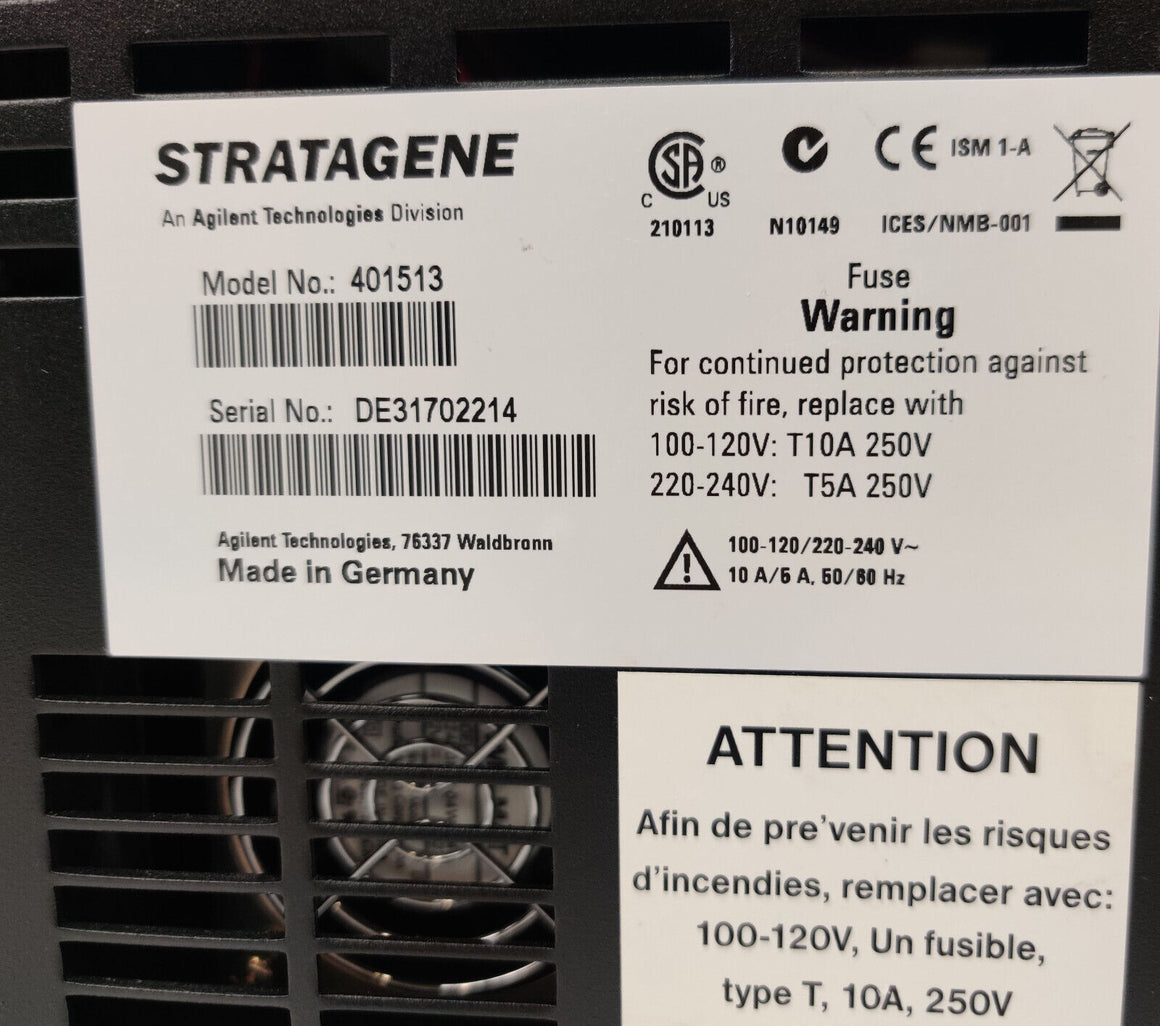 STRATAGENE
An Agilent Technologies Division
Model No.: 401513
Serial No.: DE31702214
Agilent Technologies, 76337 Waldbronn
Made in Germany
SA ®
C US
210113
N10149
CE ISM 1-A
ICES/NMB-001
Fuse
Warning
For continued protection against
risk of fire, replace with
100-120V: T10A 250V
220-240V: T5A 250V
100-120/220-240 V~
10 A/5 A, 50/60 Hz
ATTENTION
Afin de pre'venir les risques
d'incendies, remplacer avec:
100-120V, Un fusible,
type T, 10A, 250V